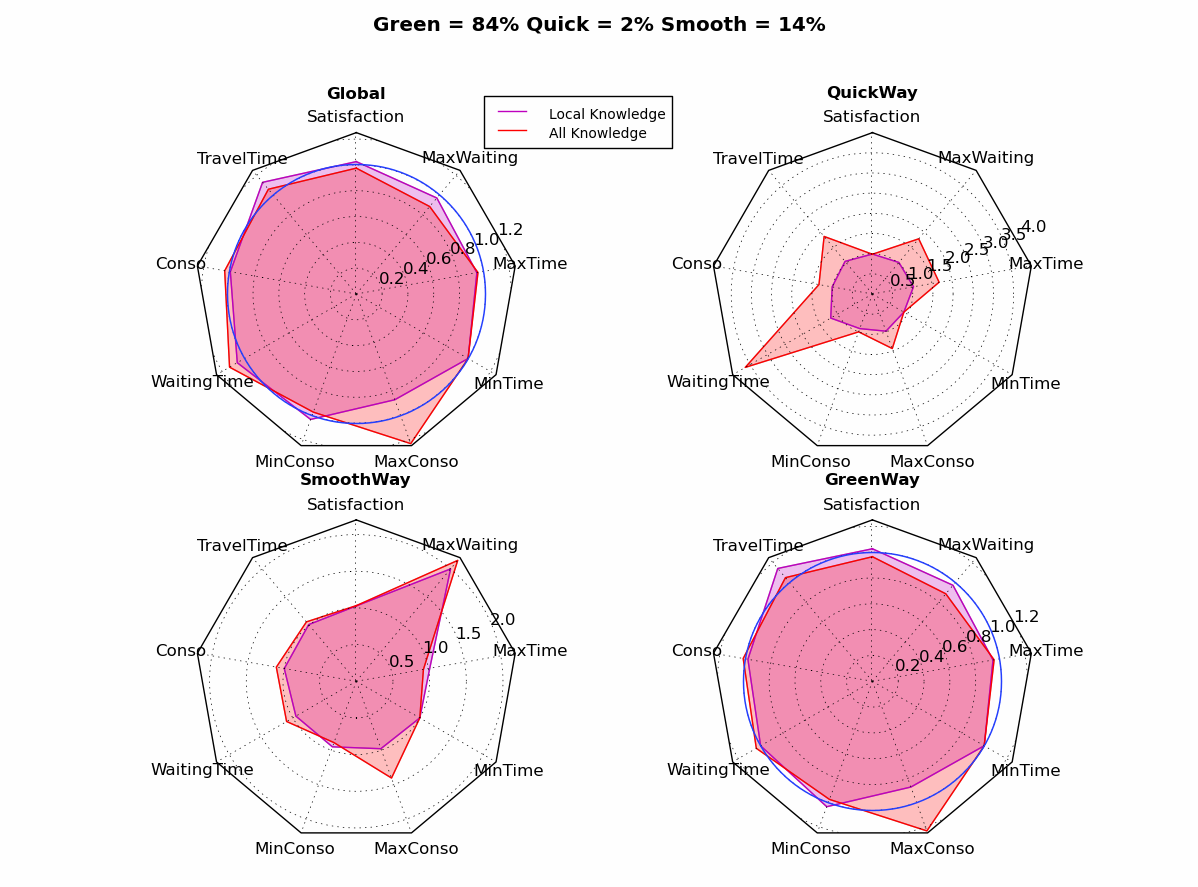 Green = 84% Quick = 2% Smooth = 14%
Global
Satisfaction
MaxWaiting
MaxTime
MinTime
MaxConso
MinConso
WaitingTime
Conso
TravelTime
0.2
0.4
0.6
0.8
1.0
1.2
Local Knowledge
All Knowledge
QuickWay
Satisfaction
MaxWaiting
MaxTime
MinTime
MaxConso
MinConso
WaitingTime
Conso
TravelTime
0.5
1.0
1.5
2.0
2.5
3.0
3.5
4.0
SmoothWay
Satisfaction
MaxWaiting
MaxTime
MinTime
MaxConso
MinConso
WaitingTime
Conso
TravelTime
0.5
1.0
1.5
2.0
GreenWay
Satisfaction
MaxWaiting
MaxTime
MinTime
MaxConso
MinConso
WaitingTime
Conso
TravelTime
0.2
0.4
0.6
0.8
1.0
1.2